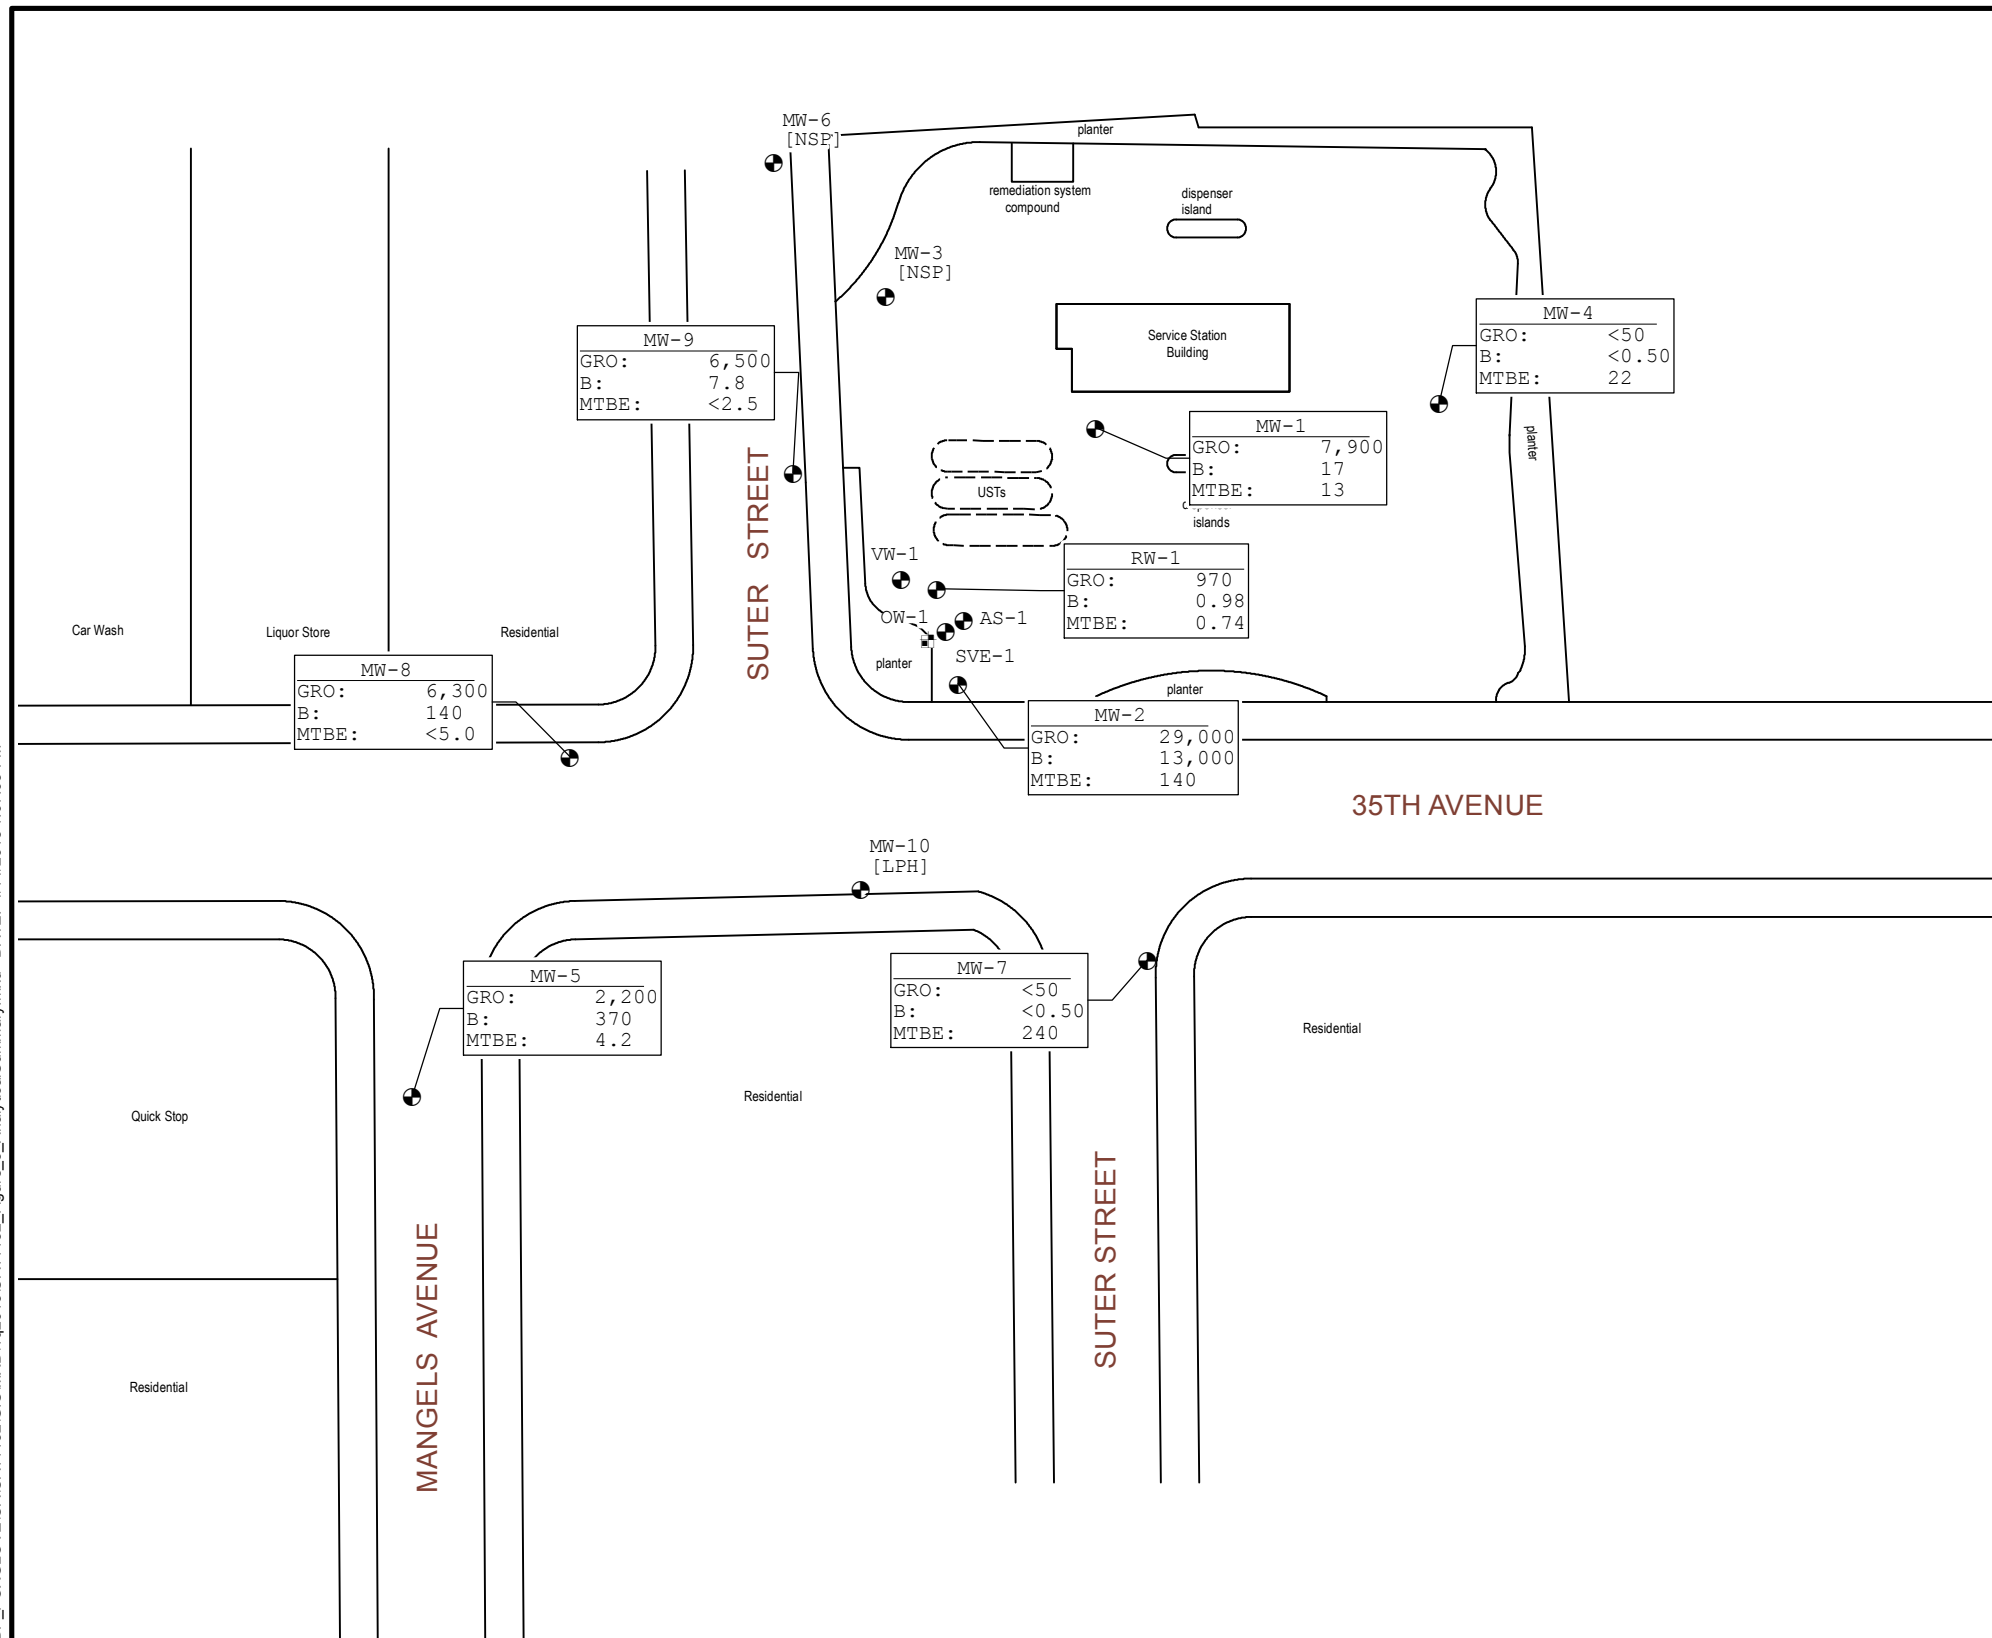 MW-6
[NSP]
planter
remediation system
compound
dispenser
island
MW-3
[NSP]
Service Station
Building
MW-4
GRO: <50
B: <0.50
MTBE: 22
MW-9
GRO: 6,500
B: 7.8
MTBE: <2.5
MW-1
GRO: 7,900
B: 17
MTBE: 13
islands
planter
USTs
SUTER STREET
VW-1
RW-1
GRO: 970
B: 0.98
MTBE: 0.74
OW-1
AS-1
SVE-1
planter
planter
Car Wash
Liquor Store
Residential
MW-8
GRO: 6,300
B: 140
MTBE: <5.0
MW-2
GRO: 29,000
B: 13,000
MTBE: 140
35TH AVENUE
MW-10
[LPH]
MW-5
GRO: 2,200
B: 370
MTBE: 4.2
MW-7
GRO: <50
B: <0.50
MTBE: 240
Residential
Residential
Quick Stop
MANGELS AVENUE
SUTER STREET
Residential